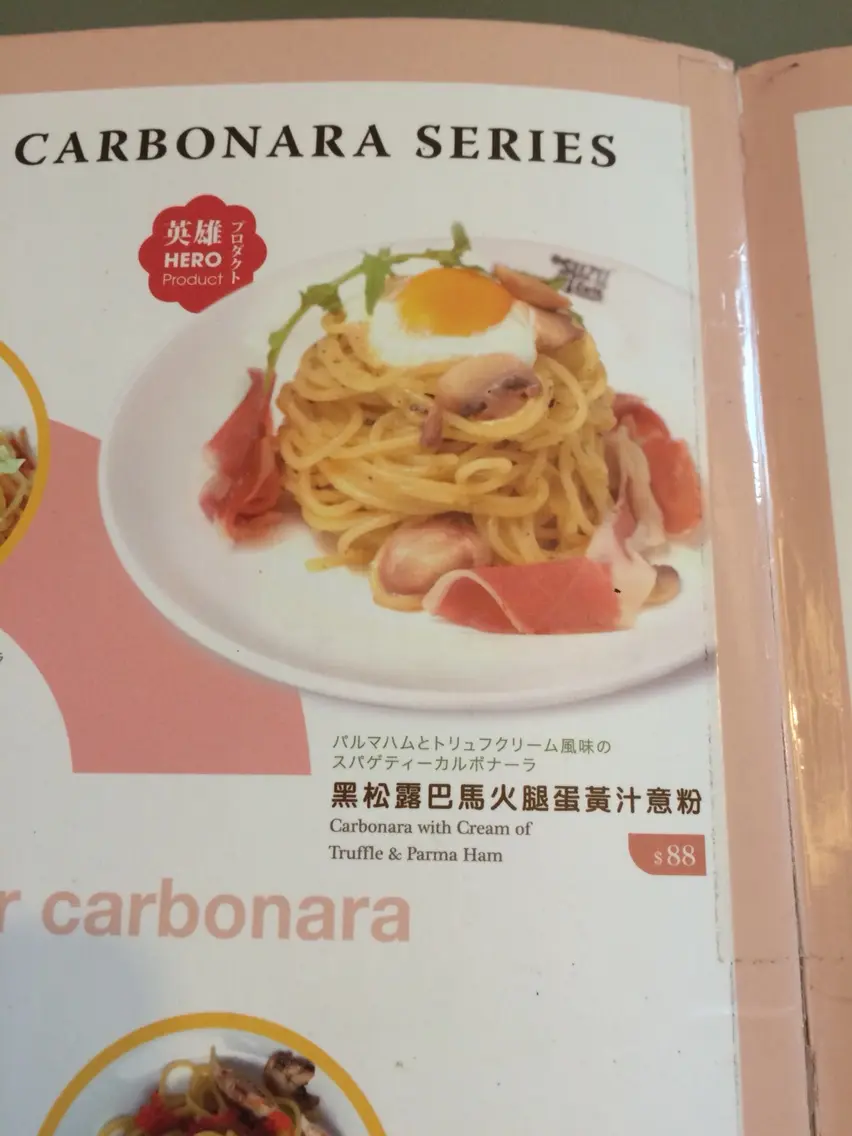 CARBONARA SERIES
英雄
HERO
Product
プロダクト
パルマハムとトリュフクリーム風味の
スパゲティーカルボナーラ
黑松露巴馬火腿蛋黃汁意粉
Carbonara with Cream of
Truffle & Parma Ham
$88
r carbonara